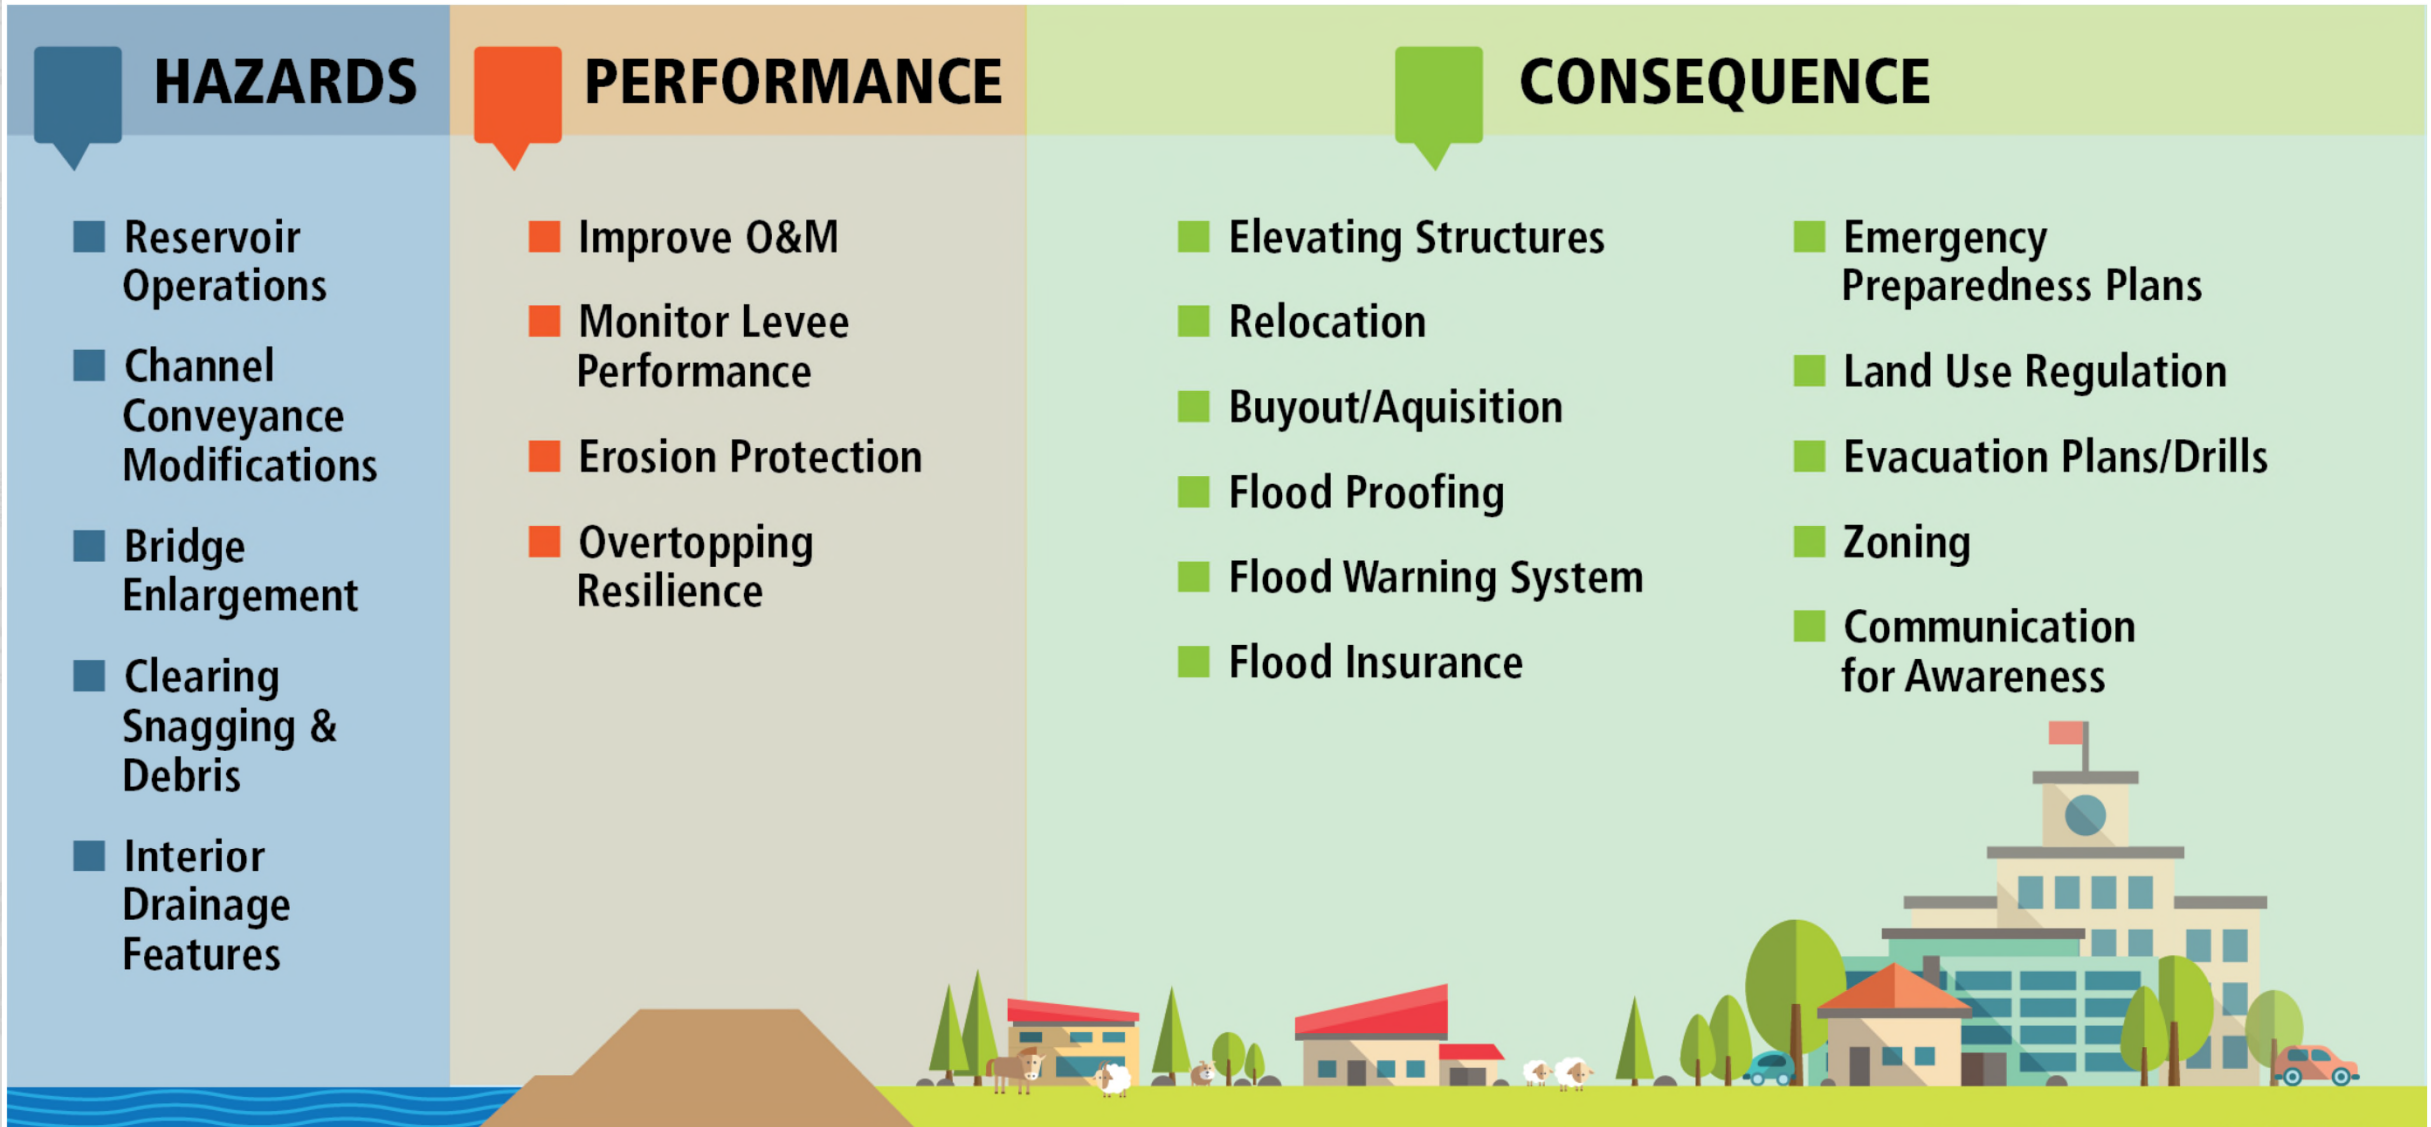 HAZARDS
Reservoir
Operations
Channel
Conveyance
Modifications
Bridge
Enlargement
Clearing
Snagging &
Debris
Interior
Drainage
Features
PERFORMANCE
Improve O&M
Monitor Levee
Performance
Erosion Protection
Overtopping
Resilience
CONSEQUENCE
Elevating Structures
Relocation
Buyout/Aquisition
Flood Proofing
Flood Warning System
Flood Insurance
Emergency
Preparedness Plans
Land Use Regulation
Evacuation Plans/Drills
Zoning
Communication
for Awareness